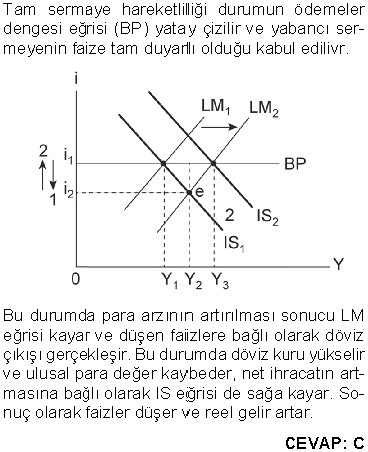 Tam sermaye hareketliliği durumun ödemeler
dengesi eğrisi (BP) yatay çizilir ve yabancı ser-
meyenin faize tam duyarlı olduğu kabul edilivr.
i
LM1 LM2
2 i1 BP
1 i2 e
2 IS2
IS1
0 Y1 Y2 Y3 Y
Bu durumda para arzının artırılması sonucu LM
eğrisi kayar ve düşen faiizlere bağlı olarak döviz
çıkışı gerçekleşir. Bu durumda döviz kuru yükselir
ve ulusal para değer kaybeder, net ihracatın art-
masına bağlı olarak IS eğrisi de sağa kayar. So-
nuç olarak faizler düşer ve reel gelir artar.
CEVAP: C